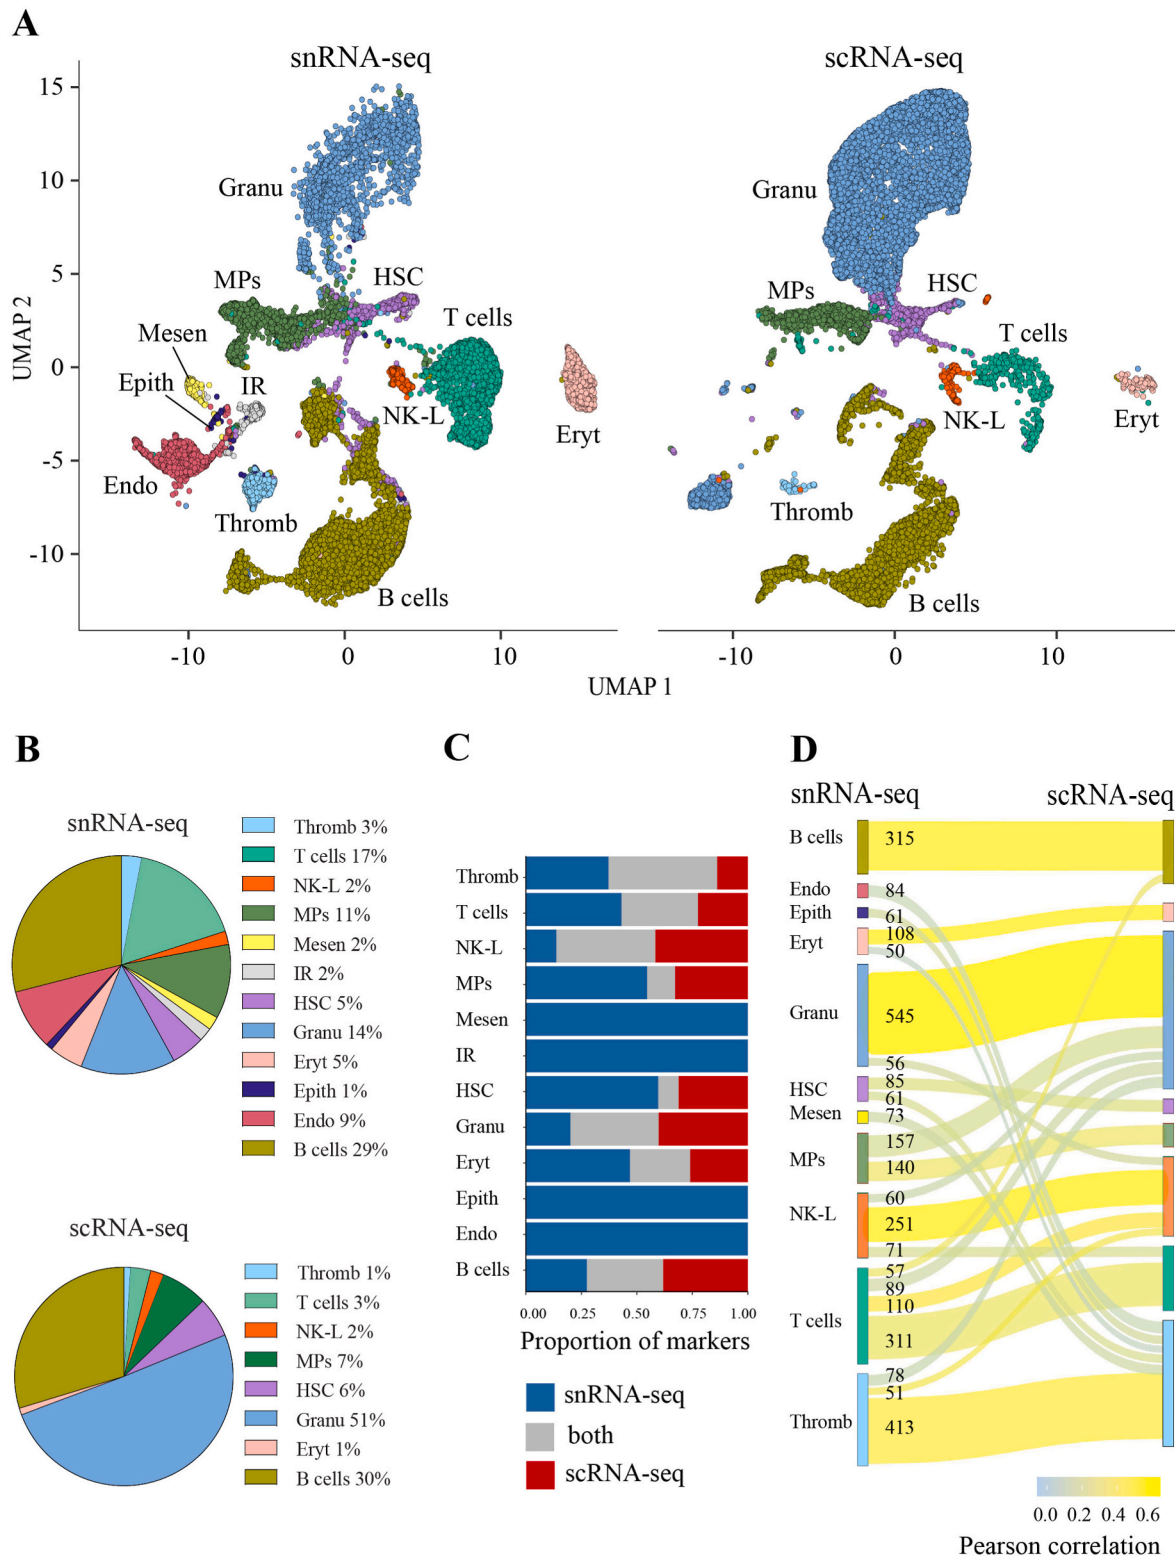 A
snRNA-seq
scRNA-seq
15
10
5
0
-5
-10
UMAP 2
Granu
MPs
HSC
Mesen
T cells
Epith
IR
NK-L
Eryt
Endo
Thromb
B cells
Granu
MPs
HSC
T cells
NK-L
Eryt
Thromb
B cells
-10
0
10
-10
0
10
UMAP 1
B
snRNA-seq
Thromb 3%
T cells 17%
NK-L 2%
MPs 11%
Mesen 2%
IR 2%
HSC 5%
Granu 14%
Eryt 5%
Epith 1%
Endo 9%
B cells 29%
scRNA-seq
Thromb 1%
T cells 3%
NK-L 2%
MPs 7%
HSC 6%
Granu 51%
Eryt 1%
B cells 30%
C
Thromb
T cells
NK-L
MPs
Mesen
IR
HSC
Granu
Eryt
Epith
Endo
B cells
0.00 0.25 0.50 0.75 1.00
Proportion of markers
snRNA-seq
both
scRNA-seq
D
snRNA-seq
scRNA-seq
B cells 315
Endo 84
Epith 61
Eryt 108
50
Granu 545
56
HSC 85
61
Mesen 73
MPs 157
140
60
NK-L 251
71
57
89
110
T cells 311
78
51
Thromb 413
0.0 0.2 0.4 0.6
Pearson correlation